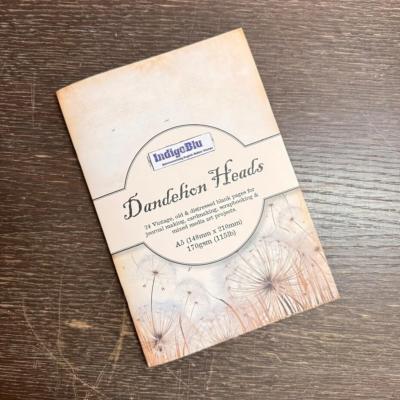 IndigoBlu
Dandelion Heads
24 Vintage, old & distressed blank pages for
journal making, cardmaking, scrapbooking &
mixed media art projects.
A5 (148mm x 210mm)
170gsm (115lb)